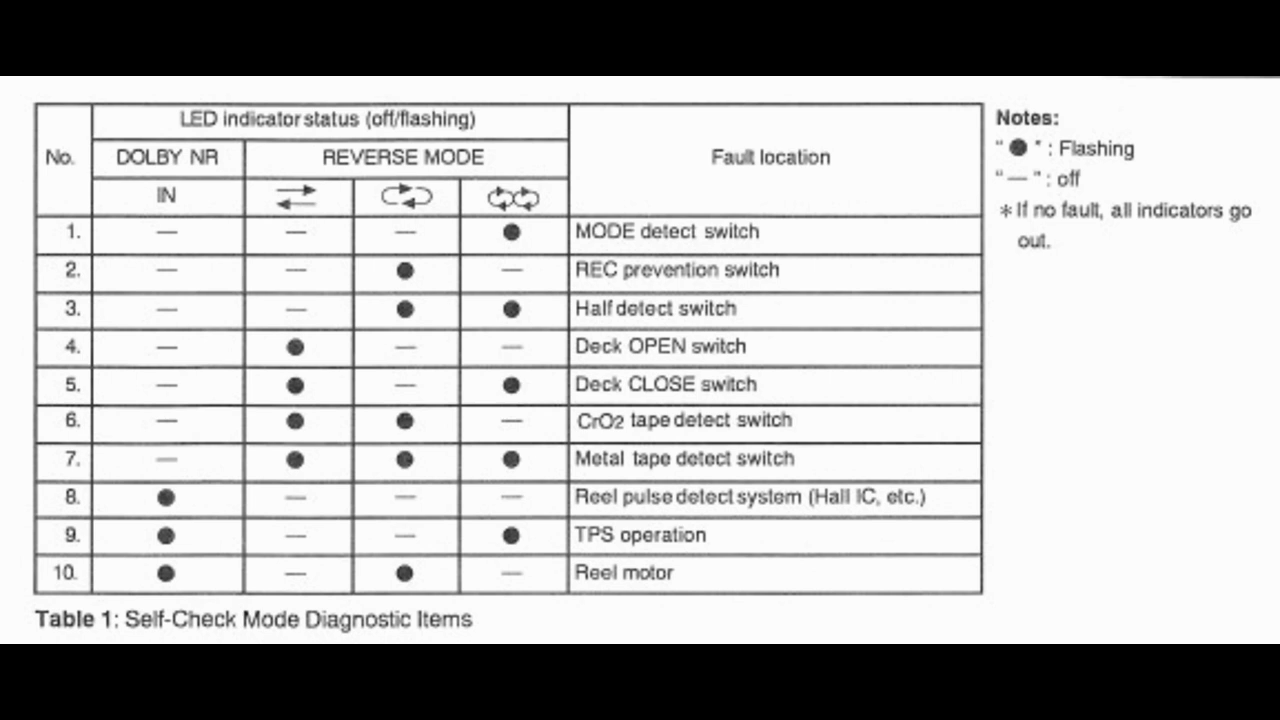 LED indicator status (off/flashing)
No. DOLBY NR REVERSE MODE Fault location
IN
1. — — — ● MODE detect switch
2. — — ● — REC prevention switch
3. — — ● ● Half detect switch
4. — ● — — Deck OPEN switch
5. — ● — ● Deck CLOSE switch
6. — ● ● — CrO2 tape detect switch
7. — ● ● ● Metal tape detect switch
8. ● — — — Reel pulse detect system (Hall IC, etc.)
9. ● — — ● TPS operation
10. ● — ● — Reel motor
Table 1: Self-Check Mode Diagnostic Items
Notes:
" ● " : Flashing
" — " : off
* If no fault, all indicators go
out.